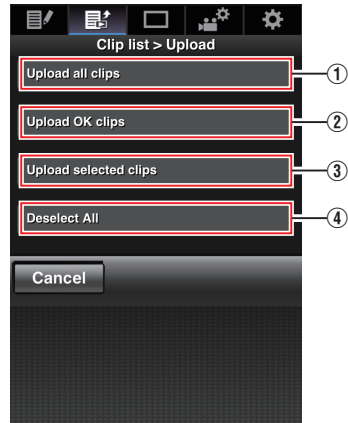 Clip list > Upload
Upload all clips ①
Upload OK clips ②
Upload selected clips ③
Deselect All ④
Cancel